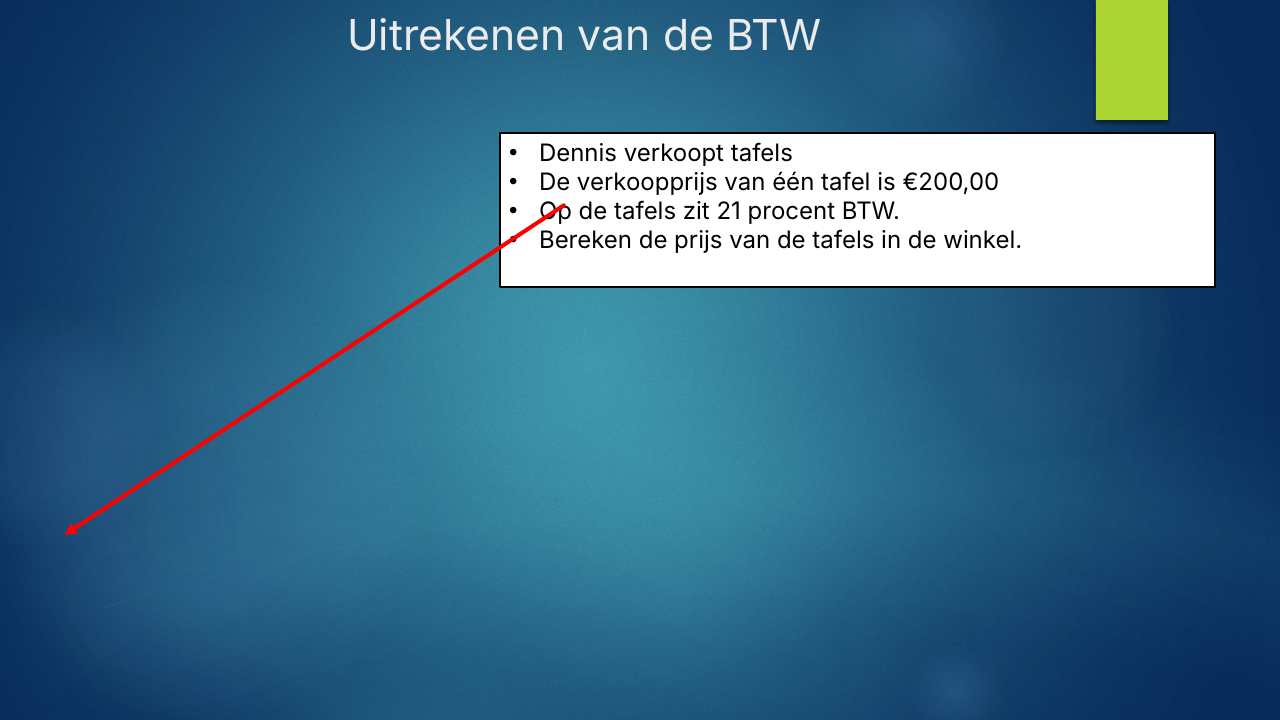 Uitrekenen van de BTW
• Dennis verkoopt tafels
• De verkoopprijs van één tafel is €200,00
• Op de tafels zit 21 procent BTW.
• Bereken de prijs van de tafels in de winkel.